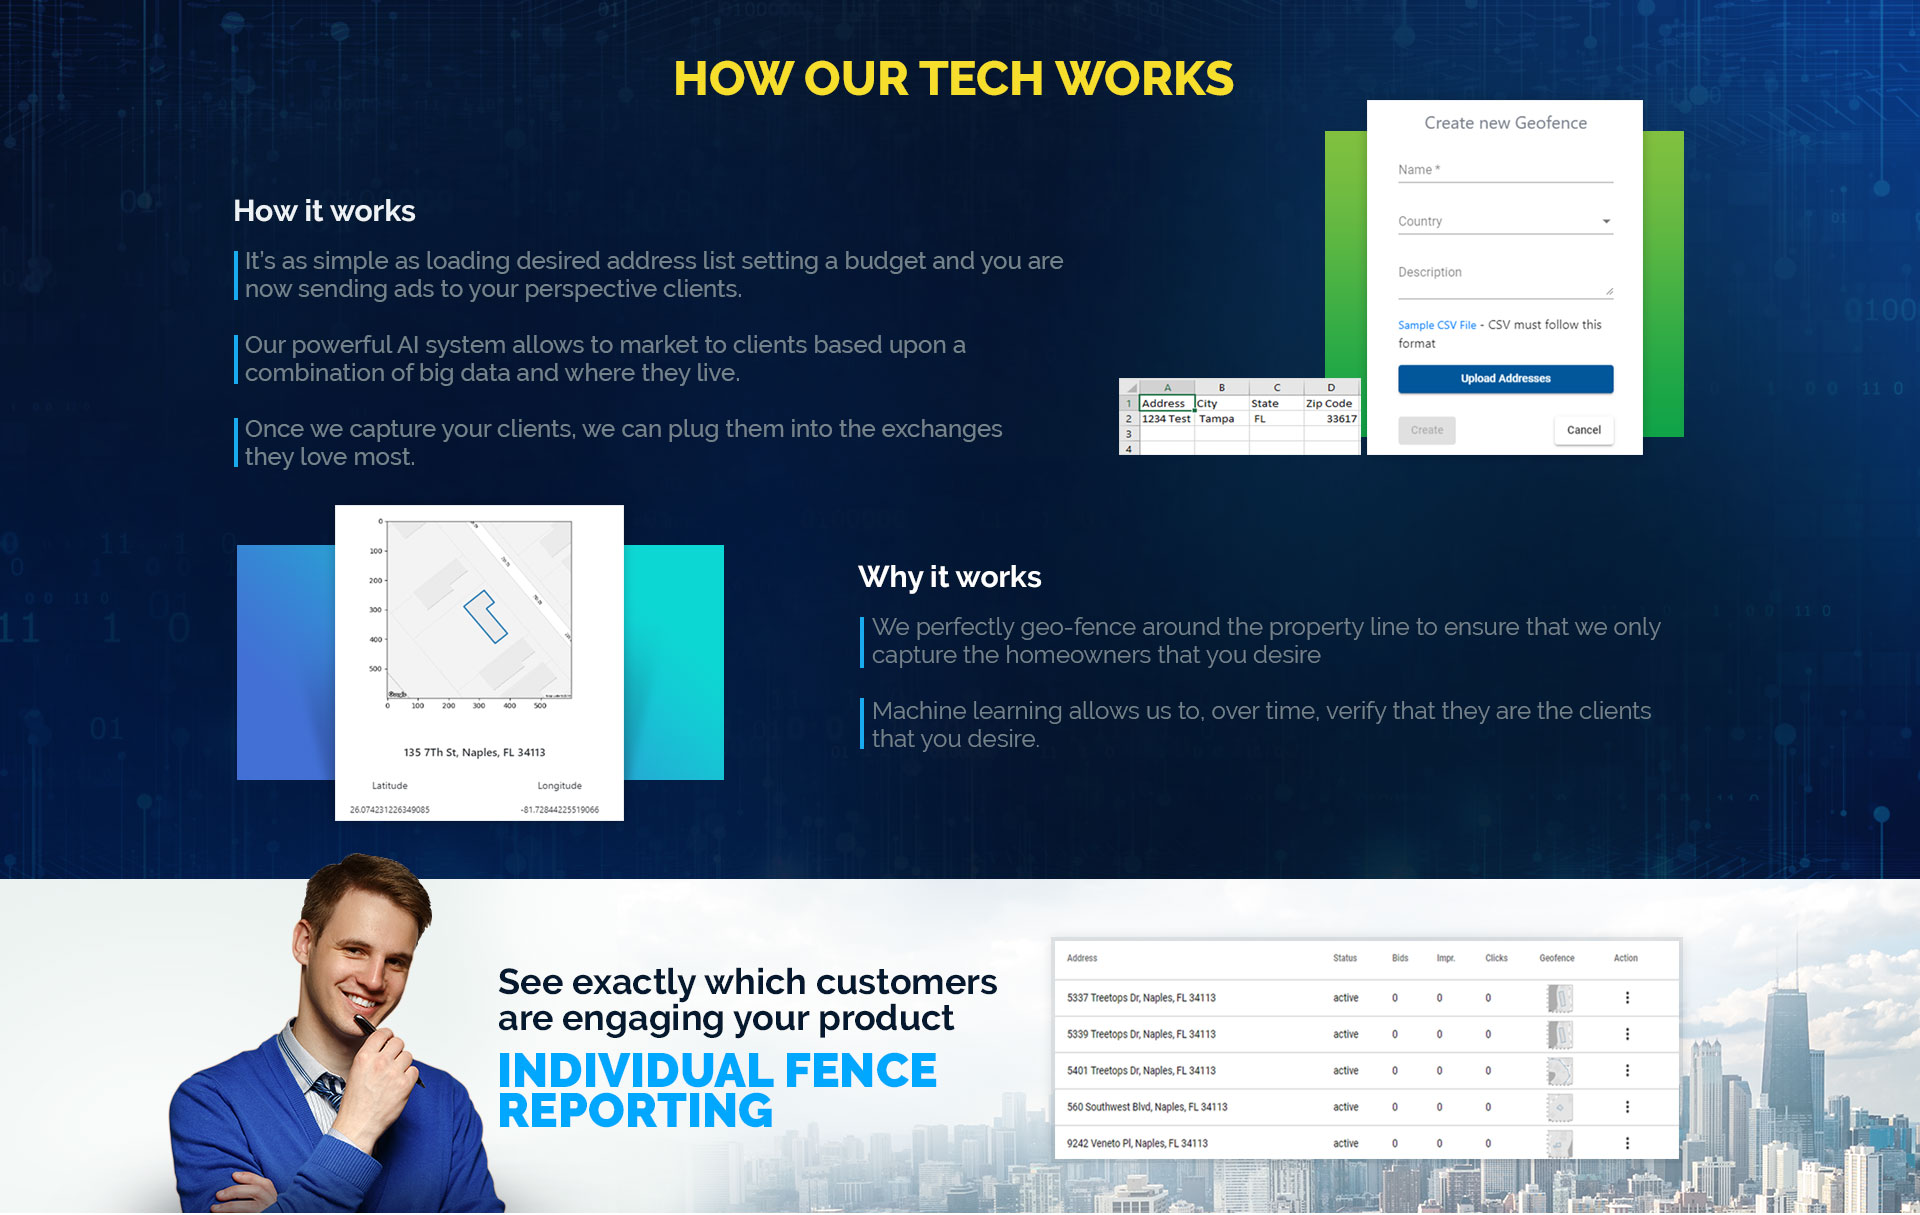 HOW OUR TECH WORKS
How it works
It's as simple as loading desired address list setting a budget and you are
now sending ads to your perspective clients.
Our powerful AI system allows to market to clients based upon a
combination of big data and where they live.
Once we capture your clients, we can plug them into the exchanges
they love most.
Create new Geofence
Name *
Country
Description
Sample CSV File - CSV must follow this
format
Upload Addresses
Create Cancel
A B C D
1 Address City State Zip Code
2 1234 Test Tampa FL 33617
3
4
0
100
200
300
400
500
0 100 200 300 400 500
135 7Th St, Naples, FL 34113
Latitude Longitude
26.074231226349085 -81.72844225519066
Why it works
We perfectly geo-fence around the property line to ensure that we only
capture the homeowners that you desire
Machine learning allows us to, over time, verify that they are the clients
that you desire.
See exactly which customers
are engaging your product
INDIVIDUAL FENCE
REPORTING
Address Status Bids Impr. Clicks Geofence Action
5337 Treetops Dr, Naples, FL 34113 active 0 0 0
5339 Treetops Dr, Naples, FL 34113 active 0 0 0
5401 Treetops Dr, Naples, FL 34113 active 0 0 0
560 Southwest Blvd, Naples, FL 34113 active 0 0 0
9242 Veneto Pl, Naples, FL 34113 active 0 0 0